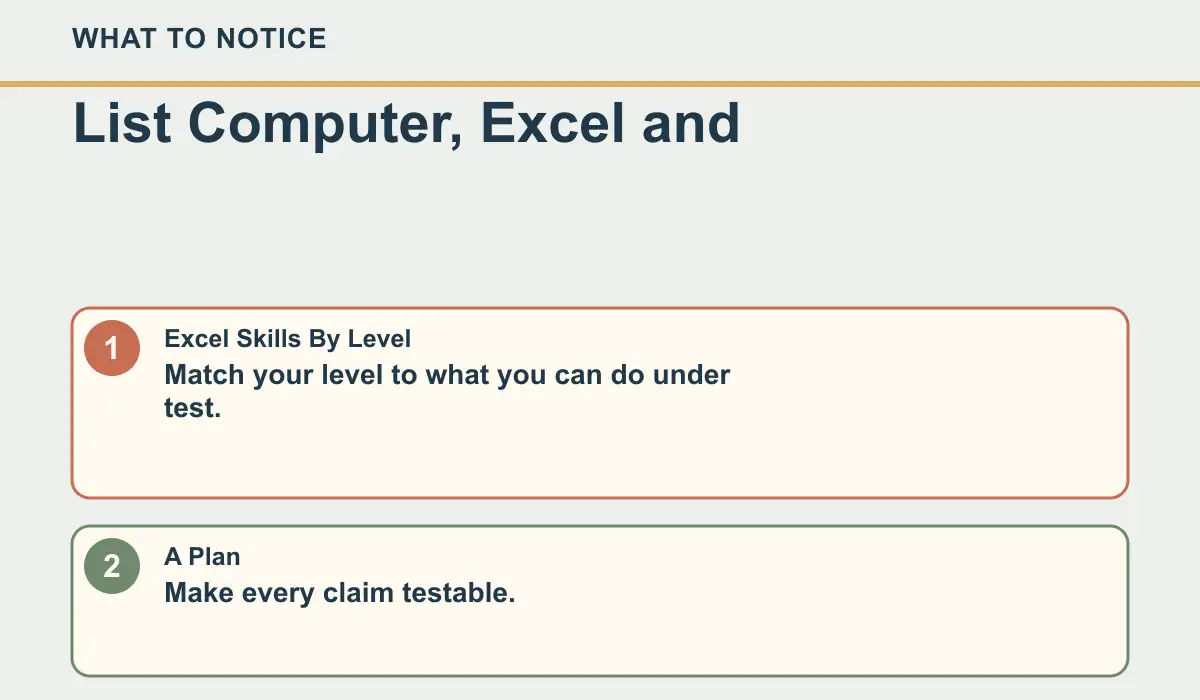 WHAT TO NOTICE
List Computer, Excel and
1
Excel Skills By Level
Match your level to what you can do under
test.
2
A Plan
Make every claim testable.